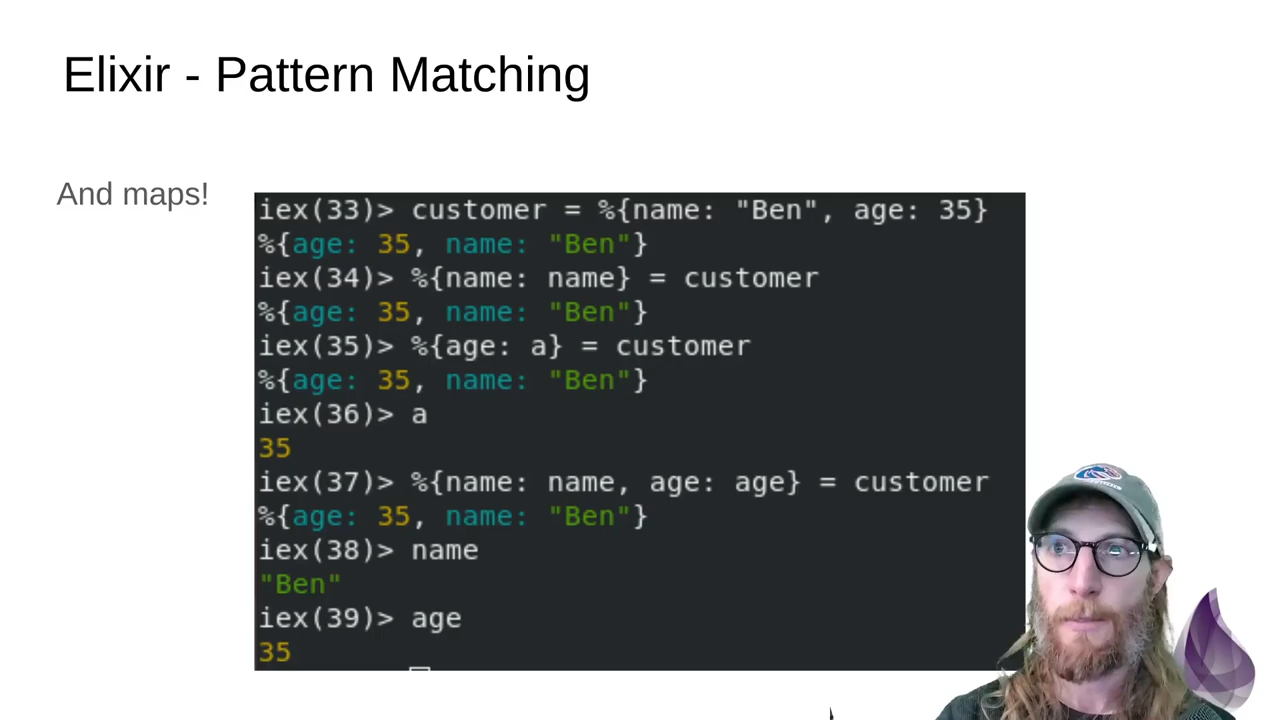 Elixir - Pattern Matching
And maps!
iex(33)> customer = %{name: "Ben", age: 35}
%{age: 35, name: "Ben"}
iex(34)> %{name: name} = customer
%{age: 35, name: "Ben"}
iex(35)> %{age: a} = customer
%{age: 35, name: "Ben"}
iex(36)> a
35
iex(37)> %{name: name, age: age} = customer
%{age: 35, name: "Ben"}
iex(38)> name
"Ben"
iex(39)> age
35